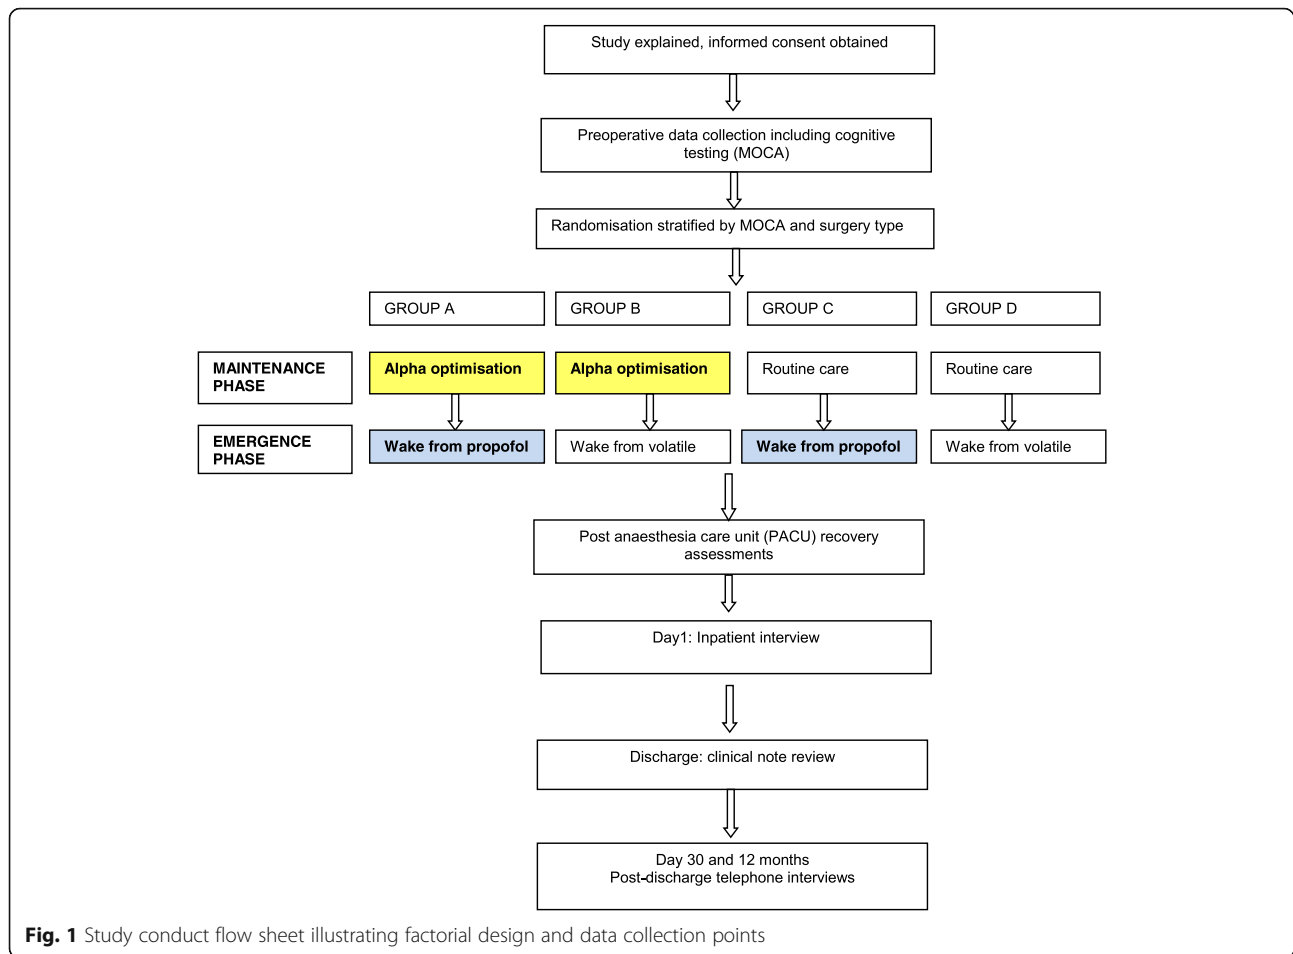 Study explained, informed consent obtained
Preoperative data collection including cognitive
testing (MOCA)
Randomisation stratified by MOCA and surgery type
GROUP A
GROUP B
GROUP C
GROUP D
MAINTENANCE
PHASE
Alpha optimisation
Alpha optimisation
Routine care
Routine care
EMERGENCE
PHASE
Wake from propofol
Wake from volatile
Wake from propofol
Wake from volatile
Post anaesthesia care unit (PACU) recovery
assessments
Day1: Inpatient interview
Discharge: clinical note review
Day 30 and 12 months
Post-discharge telephone interviews
Fig. 1 Study conduct flow sheet illustrating factorial design and data collection points